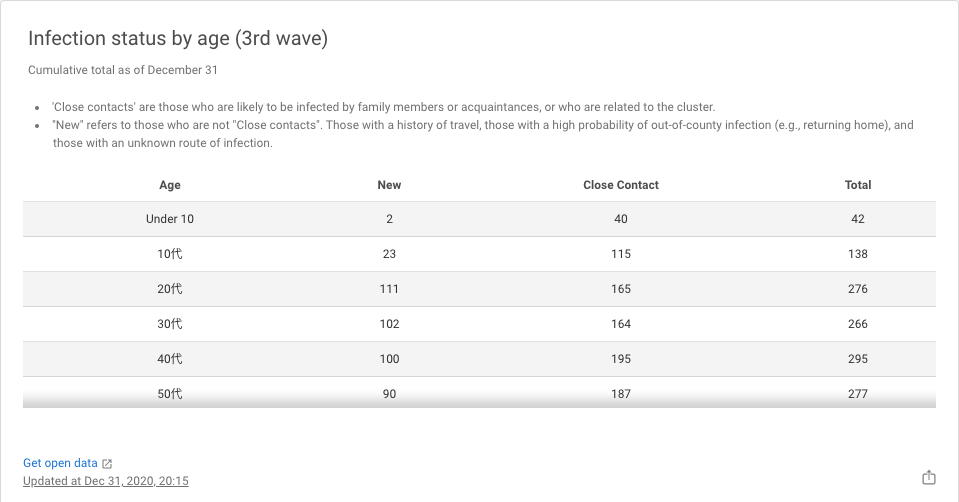 Infection status by age (3rd wave)
Cumulative total as of December 31
'Close contacts' are those who are likely to be infected by family members or acquaintances, or who are related to the cluster.
"New" refers to those who are not "Close contacts". Those with a history of travel, those with a high probability of out-of-county infection (e.g., returning home), and
those with an unknown route of infection.
Age New Close Contact Total
Under 10 2 40 42
10代 23 115 138
20代 111 165 276
30代 102 164 266
40代 100 195 295
50代 90 187 277
Get open data
Updated at Dec 31, 2020, 20:15